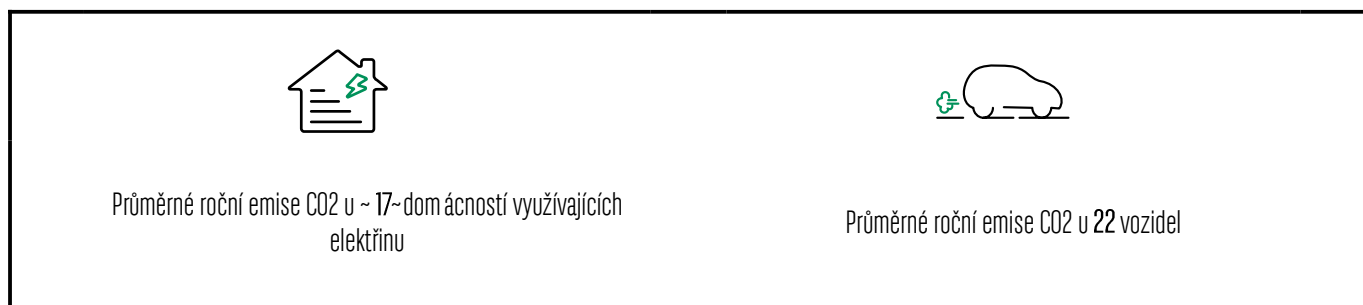 Průměrné roční emise CO2 u ~ 17~dom ácností využívajících
elektřinu
Průměrné roční emise CO2 u 22 vozidel